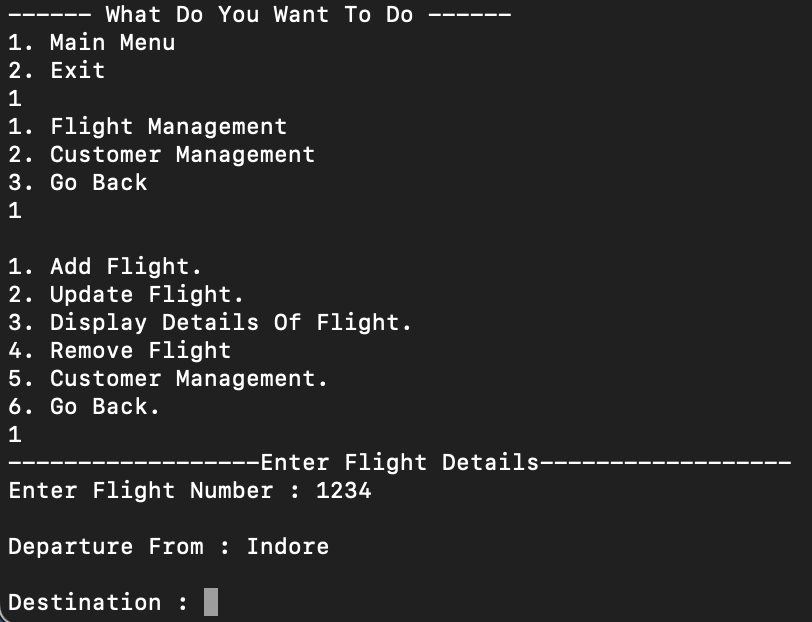 ------ What Do You Want To Do ------
1. Main Menu
2. Exit
1
1. Flight Management
2. Customer Management
3. Go Back
1
1. Add Flight.
2. Update Flight.
3. Display Details Of Flight.
4. Remove Flight
5. Customer Management.
6. Go Back.
1
------------------Enter Flight Details------------------
Enter Flight Number : 1234
Departure From : Indore
Destination :